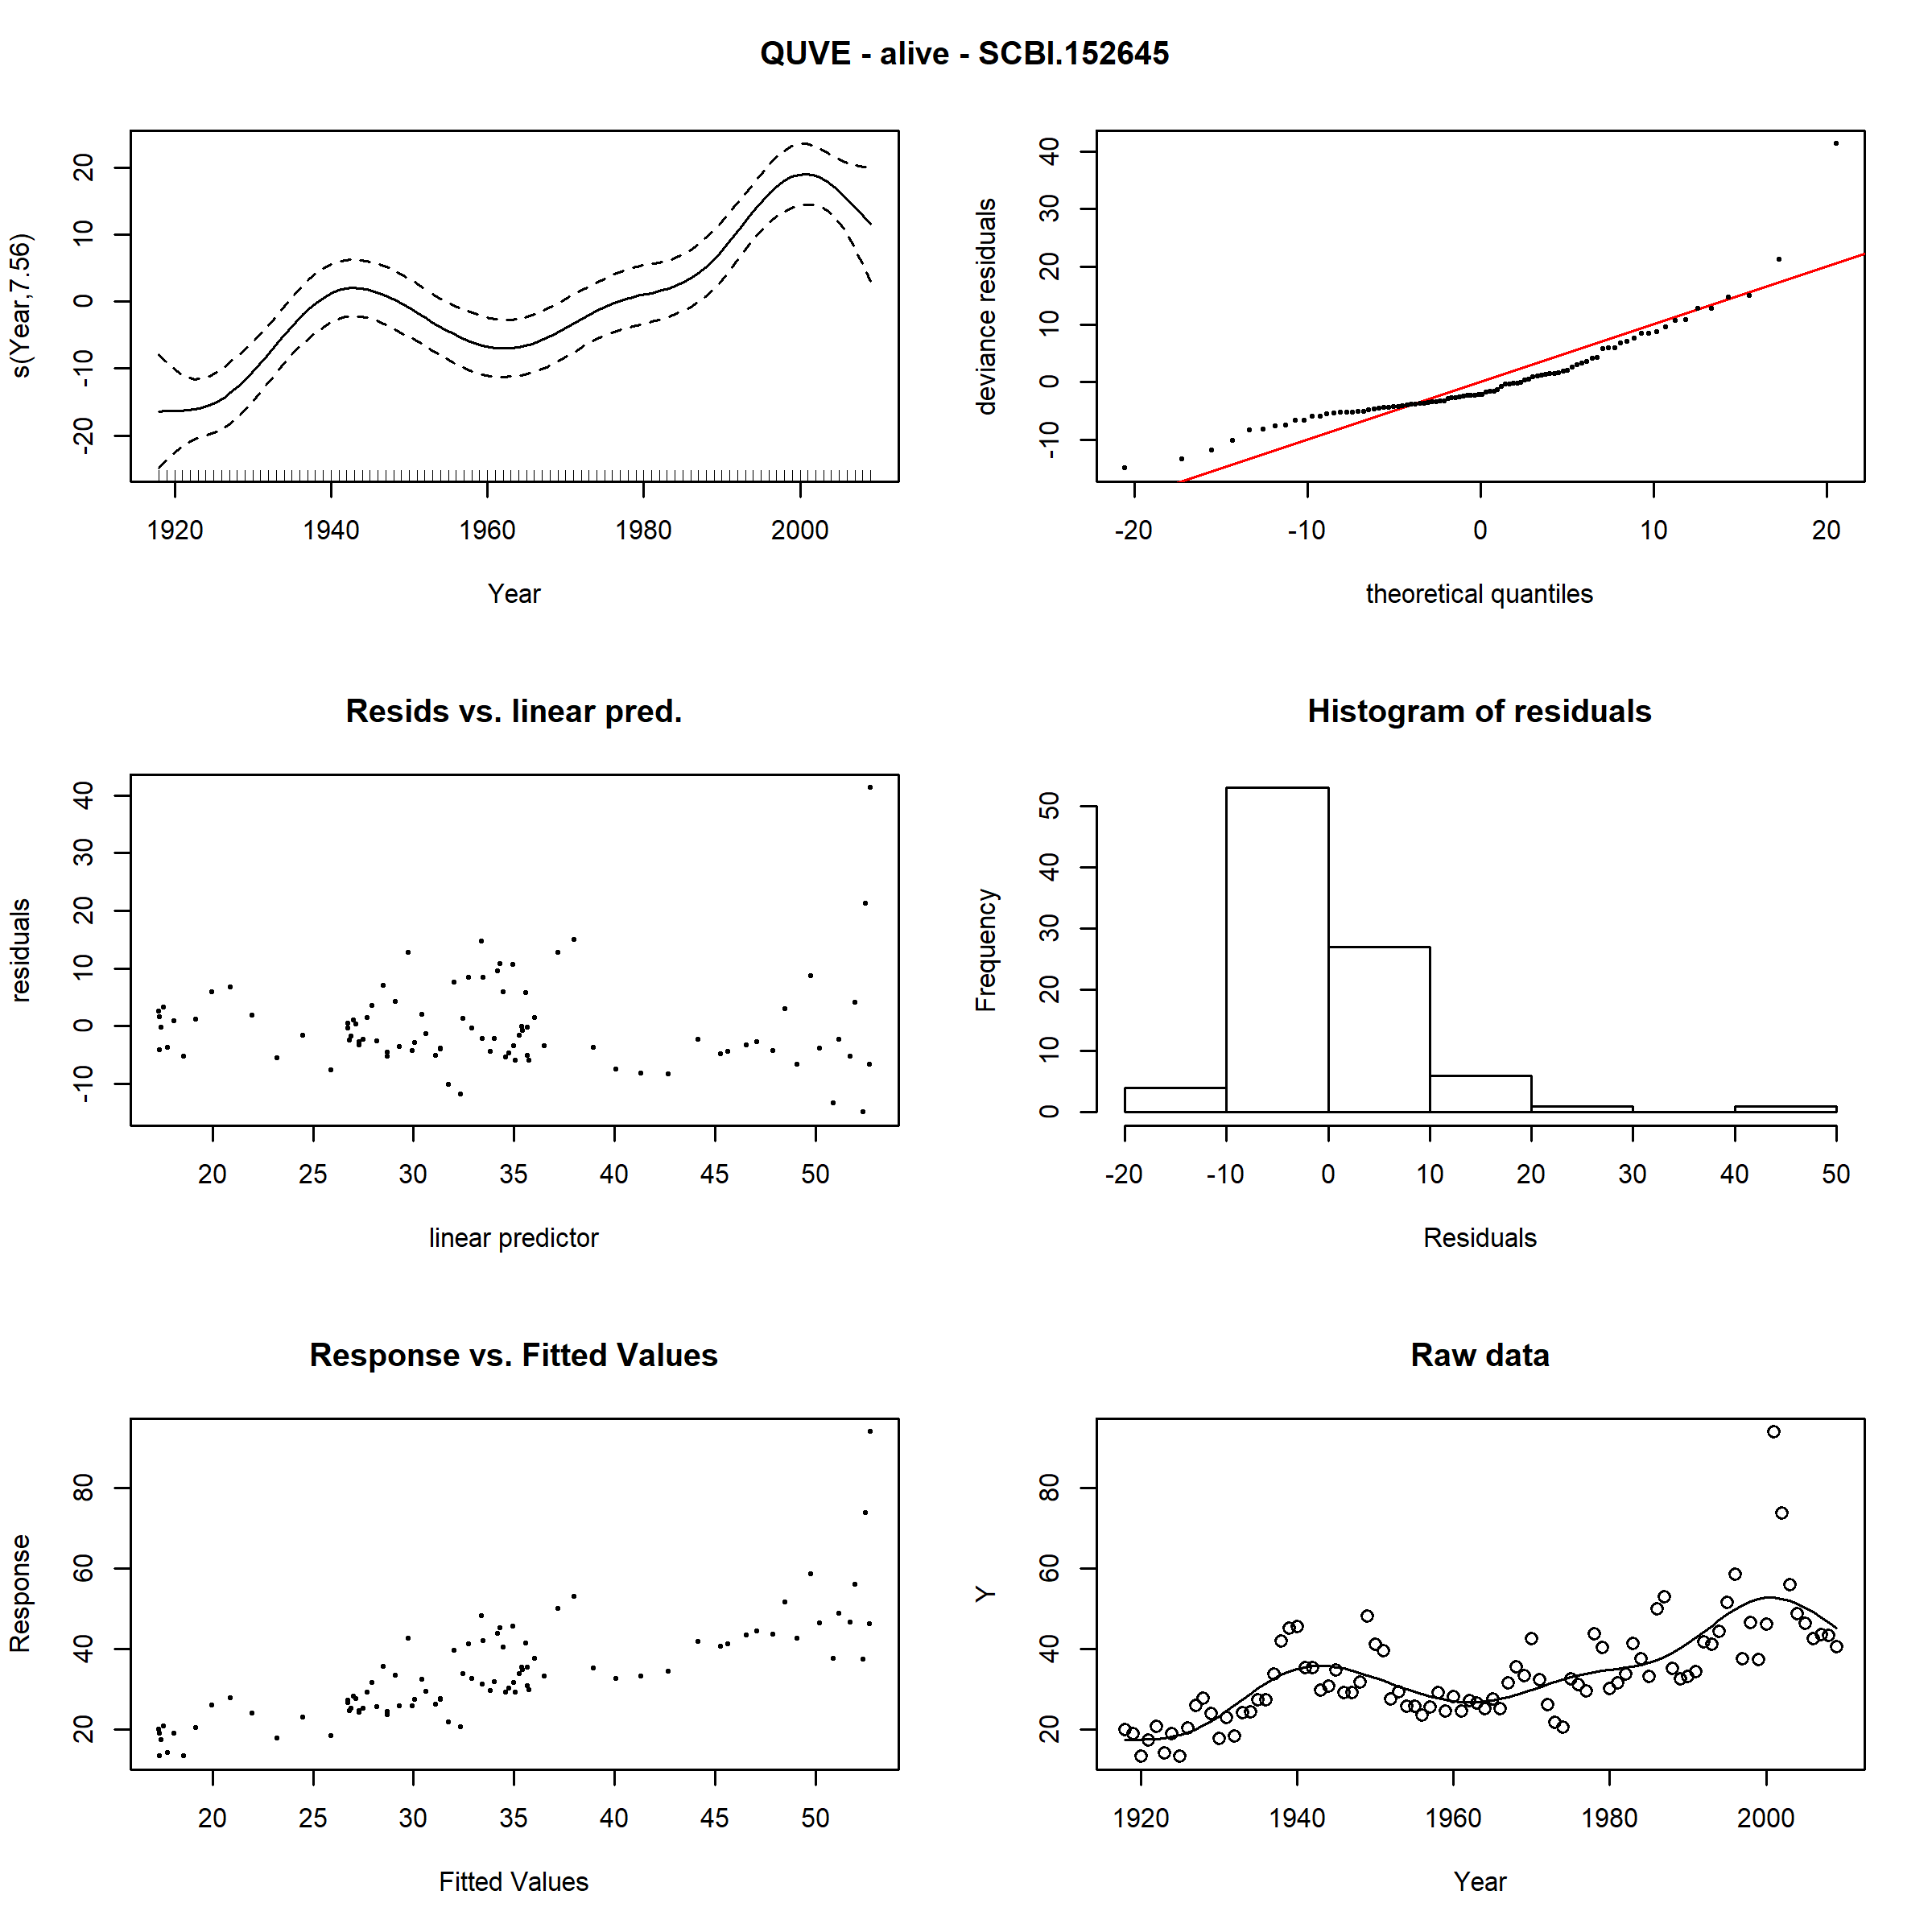 QUVE - alive - SCBI.152645
s(Year,7.56)
20
10
0
-10
-20
1920 1940 1960 1980 2000
Year
deviance residuals
40
30
20
10
0
-10
-20 -10 0 10 20
theoretical quantiles
Resids vs. linear pred.
residuals
40
30
20
10
0
-10
20 25 30 35 40 45 50
linear predictor
Histogram of residuals
Frequency
50
40
30
20
10
0
-20 -10 0 10 20 30 40 50
Residuals
Response vs. Fitted Values
Response
80
60
40
20
20 25 30 35 40 45 50
Fitted Values
Raw data
Y
80
60
40
20
1920 1940 1960 1980 2000
Year